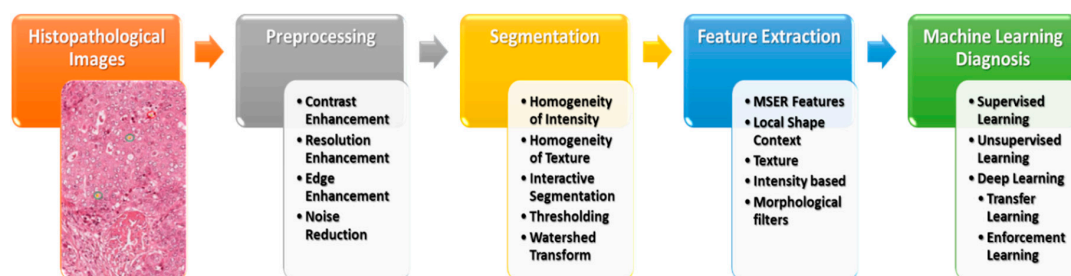 Histopathological
Images
Preprocessing
• Contrast
Enhancement
• Resolution
Enhancement
• Edge
Enhancement
• Noise
Reduction
Segmentation
• Homogeneity
of Intensity
• Homogeneity
of Texture
• Interactive
Segmentation
• Thresholding
• Watershed
Transform
Feature Extraction
• MSER Features
• Local Shape
Context
• Texture
• Intensity based
• Morphological
filters
Machine Learning
Diagnosis
• Supervised
Learning
• Unsupervised
Learning
• Deep Learning
• Transfer
Learning
• Enforcement
Learning